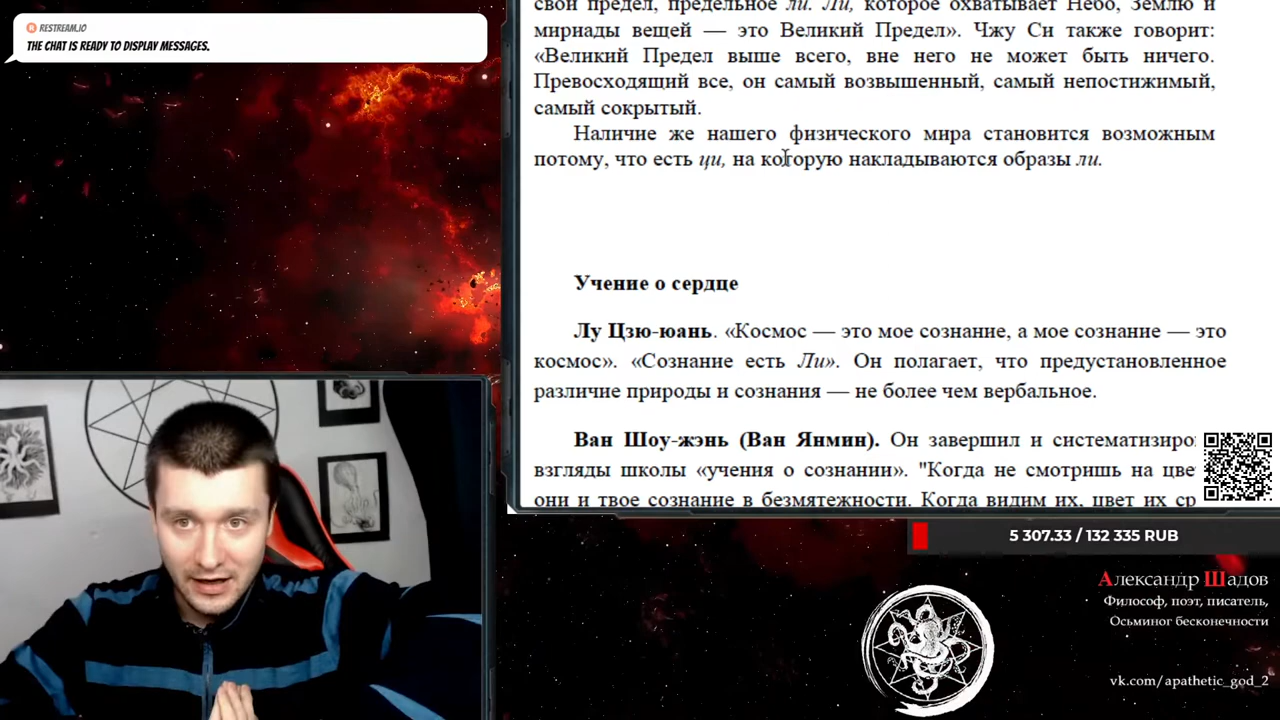 RESTREAM.IO
THE CHAT IS READY TO DISPLAY MESSAGES.
свой предел, предельное ли. Ли, которое охватывает Небо, Землю и
мириады вещей — это Великий Предел». Чжу Си также говорит:
«Великий Предел выше всего, вне него не может быть ничего.
Превосходящий все, он самый возвышенный, самый непостижимый,
самый сокрытый.
Наличие же нашего физического мира становится возможным
потому, что есть ци, на которую накладываются образы ли.
Учение о сердце
Лу Цзю-юань. «Космос — это мое сознание, а мое сознание — это
космос». «Сознание есть Ли». Он полагает, что предустановленное
различие природы и сознания — не более чем вербальное.
Ван Шоу-жэнь (Ван Янмин). Он завершил и систематизиро
взгляды школы «учения о сознании». "Когда не смотришь на цве
они и твое сознание в безмятежности. Когда видим их, цвет их ср
5 307.33 / 132 335 RUB
Александр Шадов
Философ, поэт, писатель,
Осьминог бесконечности
vk.com/apathetic_god_2